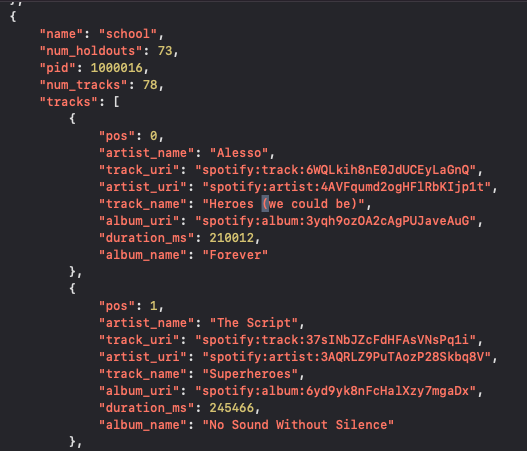 },
{
"name": "school",
"num_holdouts": 73,
"pid": 1000016,
"num_tracks": 78,
"tracks": [
{
"pos": 0,
"artist_name": "Alesso",
"track_uri": "spotify:track:6WQLkih8nE0JdUCEyLaGnQ",
"artist_uri": "spotify:artist:4AVFqumd2ogHFlRbKIjp1t",
"track_name": "Heroes (we could be)",
"album_uri": "spotify:album:3yqh9ozOA2cAgPUJaveAuG",
"duration_ms": 210012,
"album_name": "Forever"
},
{
"pos": 1,
"artist_name": "The Script",
"track_uri": "spotify:track:37sINbJZcFdHFAsVNsPq1i",
"artist_uri": "spotify:artist:3AQRLZ9PuTAozP28Skbq8V",
"track_name": "Superheroes",
"album_uri": "spotify:album:6yd9yk8nFcHalXzy7mgaDx",
"duration_ms": 245466,
"album_name": "No Sound Without Silence"
},